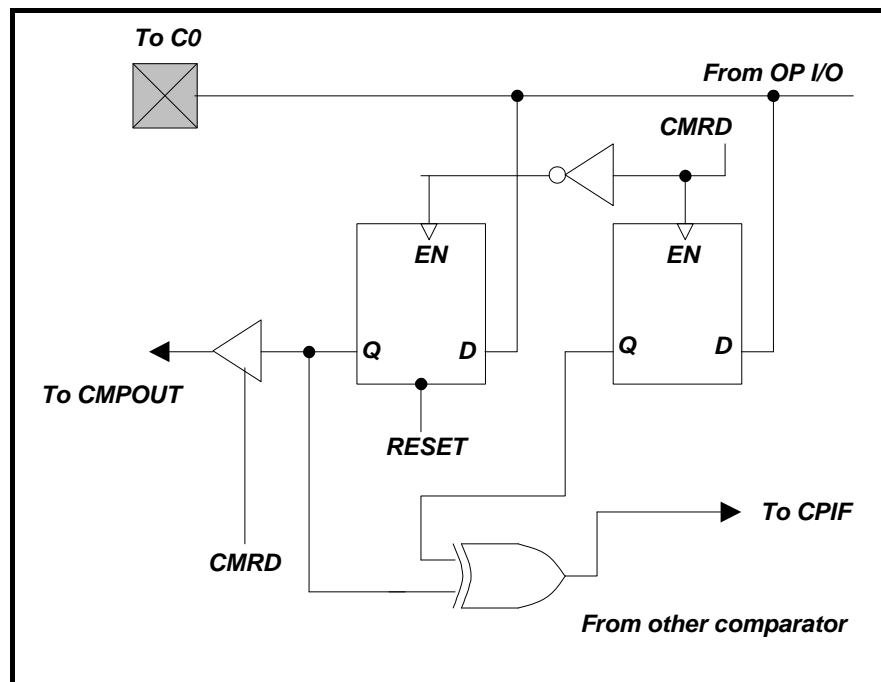 To C0
From OP I/O
CMRD
EN
EN
Q
D
Q
D
To CMPOUT
RESET
To CPIF
CMRD
From other comparator